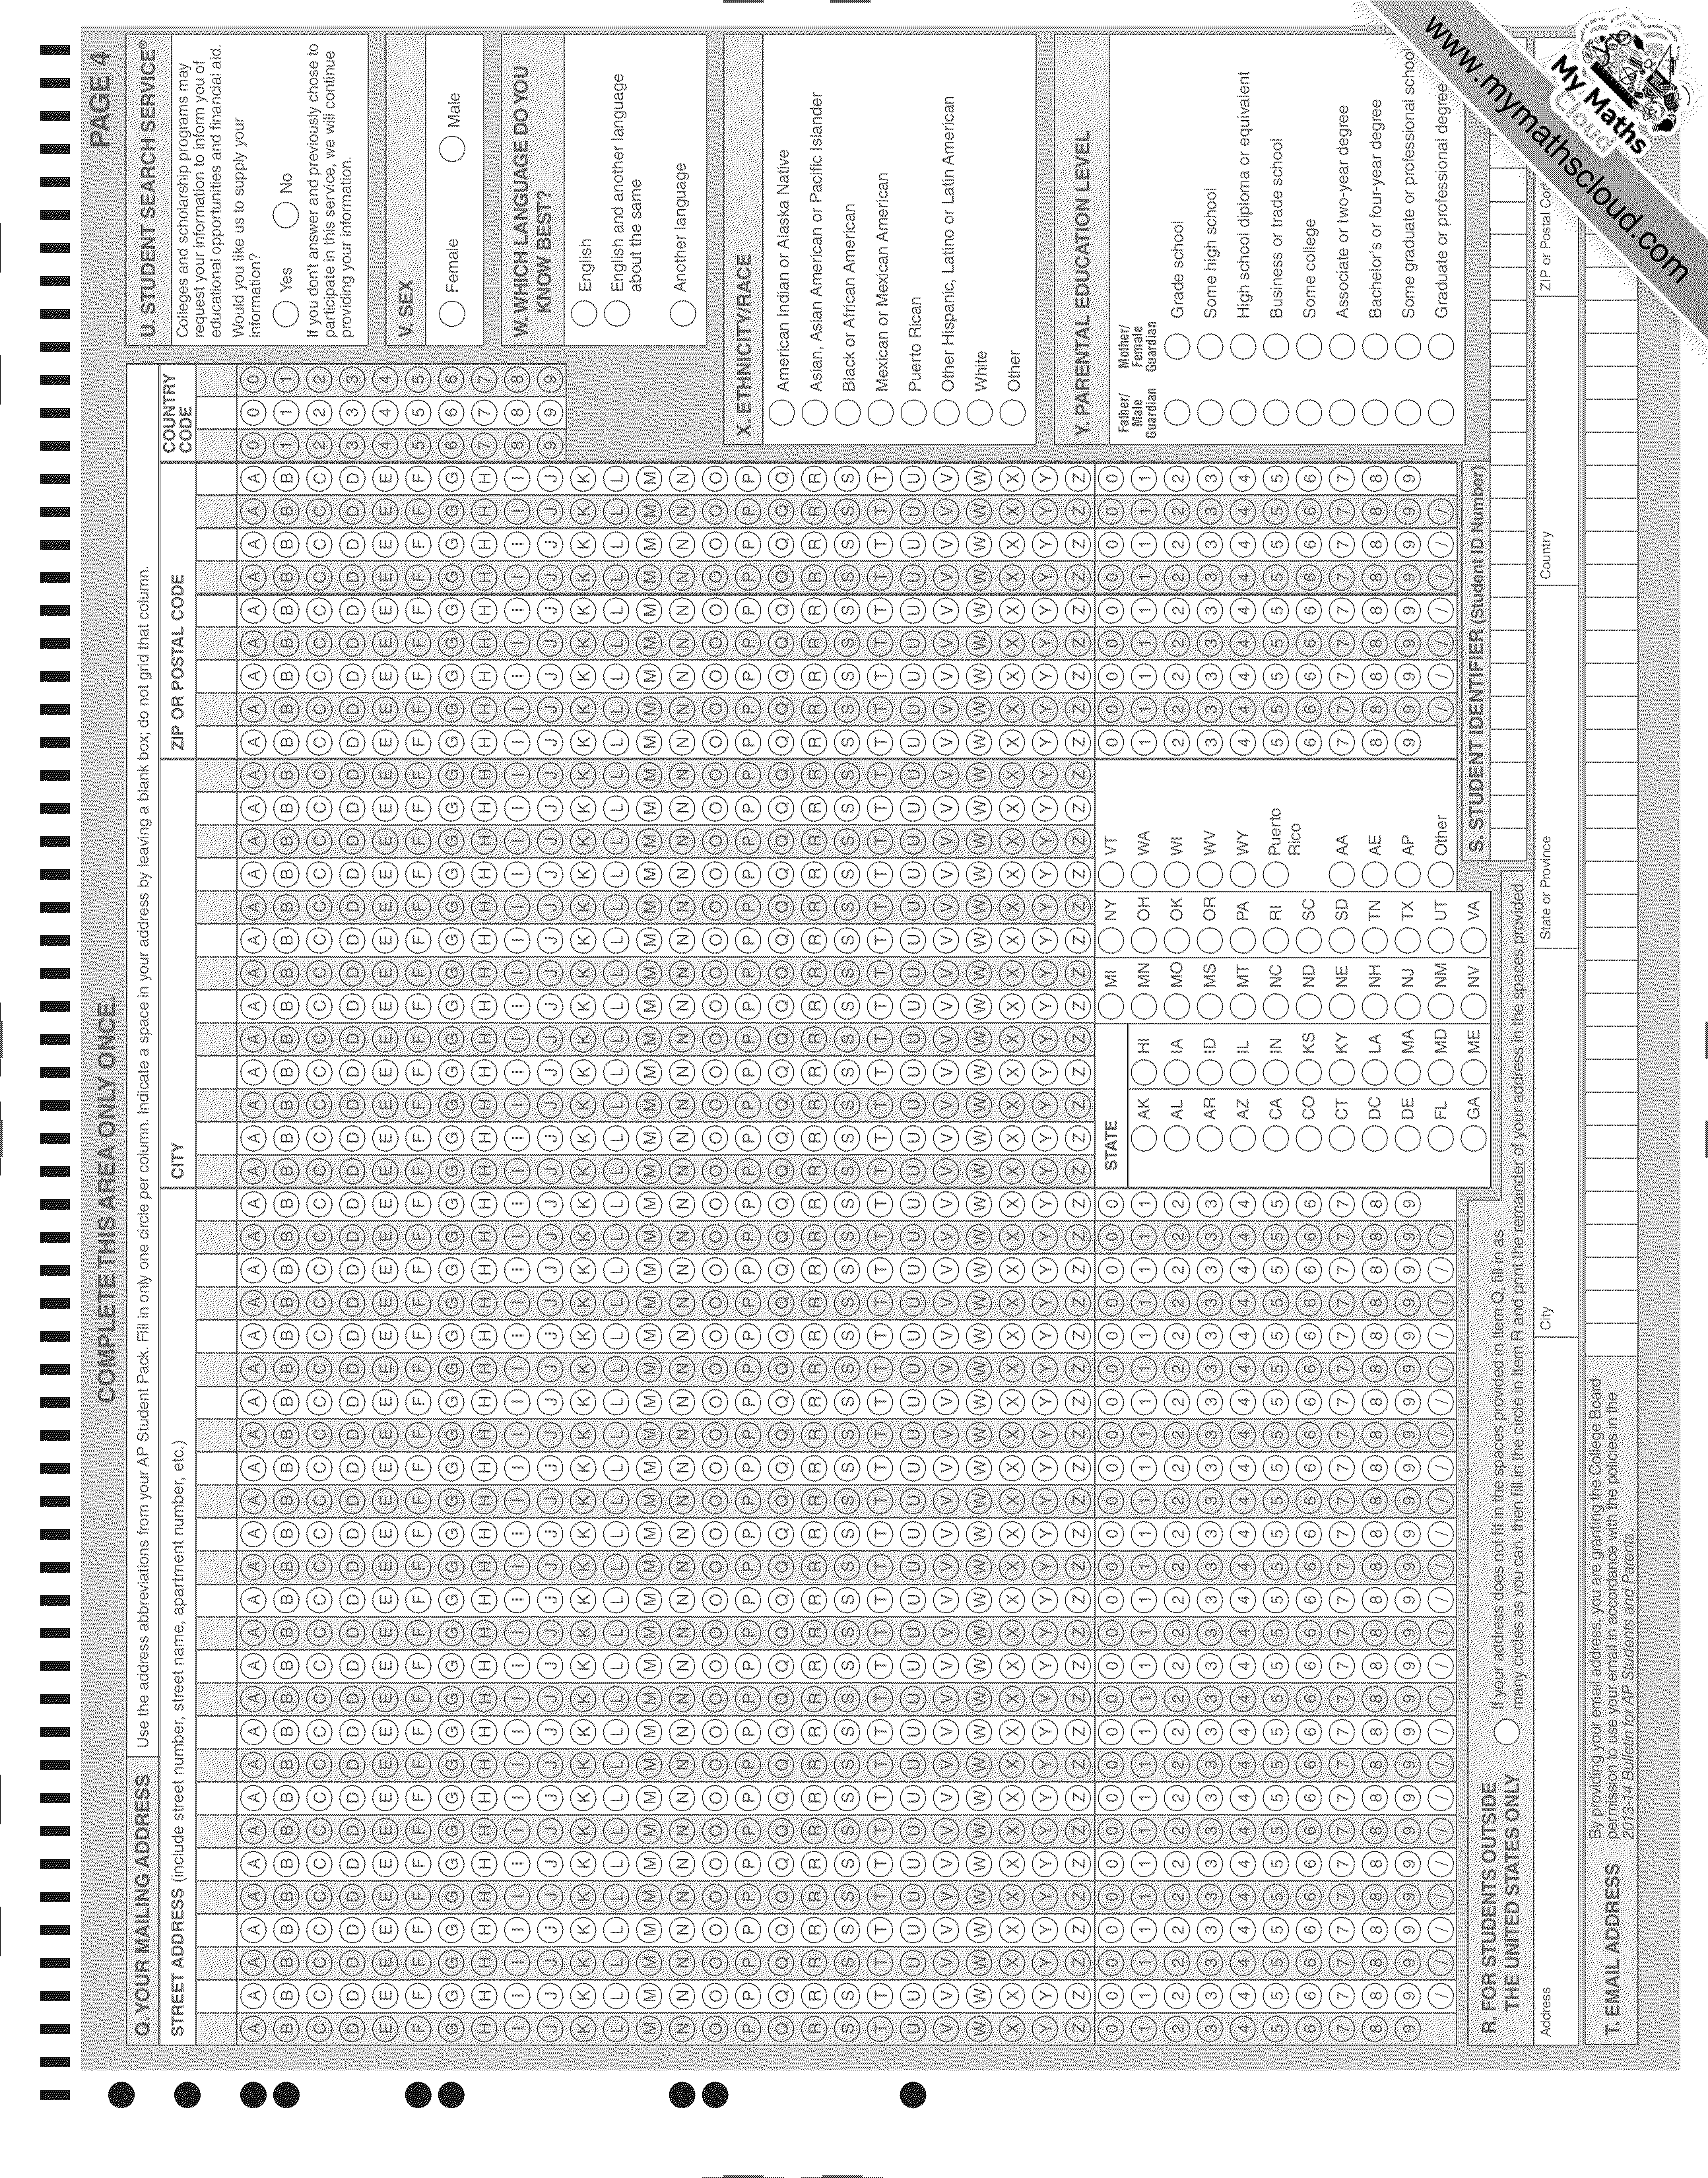 COMPLETE THIS AREA ONLY ONCE.
PAGE 4
Q. YOUR MAILING ADDRESS
Use the address abbreviations from your AP Student Pack. Fill in only one circle per column. Indicate a space in your address by leaving a blank box; do not grid that column.
STREET ADDRESS (include street number, street name, apartment number, etc.)
CITY
ZIP OR POSTAL CODE
COUNTRY
CODE
A
B
C
D
E
F
G
H
I
J
K
L
M
N
O
P
Q
R
S
T
U
V
W
X
Y
Z
0
1
2
3
4
5
6
7
8
9
/
STATE
AK HI MN OH WA
AL IA MO OK WI
AR ID MS OR WV
AZ IL MT PA WY
CA IN NC RI Puerto Rico
CO KS ND SC
CT KY NE SD AA
DC LA NH TN AE
DE MA NJ TX AP
FL MD NM UT Other
GA ME NV VA
MI NY VT
U. STUDENT SEARCH SERVICE®
Colleges and scholarship programs may
request your information to inform you of
educational opportunities and financial aid.
Would you like us to supply your
information?
Yes No
If you don't answer and previously chose to
participate in this service, we will continue
providing your information.
V. SEX
Female Male
W. WHICH LANGUAGE DO YOU
KNOW BEST?
English
English and another language
about the same
Another language
X. ETHNICITY/RACE
American Indian or Alaska Native
Asian, Asian American or Pacific Islander
Black or African American
Mexican or Mexican American
Puerto Rican
Other Hispanic, Latino or Latin American
White
Other
Y. PARENTAL EDUCATION LEVEL
Father/
Male
Guardian
Mother/
Female
Guardian
Grade school
Some high school
High school diploma or equivalent
Business or trade school
Some college
Associate or two-year degree
Bachelor's or four-year degree
Some graduate or professional school
Graduate or professional degree
R. FOR STUDENTS OUTSIDE
THE UNITED STATES ONLY
If your address does not fit in the spaces provided in Item Q, fill in as
many circles as you can, then fill in the circle in Item R and print the remainder of your address in the spaces provided.
S. STUDENT IDENTIFIER (Student ID Number)
Address
City
State or Province
Country
ZIP or Postal Cod
T. EMAIL ADDRESS
By providing your email address, you are granting the College Board
permission to use your email in accordance with the policies in the
2013-14 Bulletin for AP Students and Parents.
www.mymathscloud.com
My Maths
Cloud